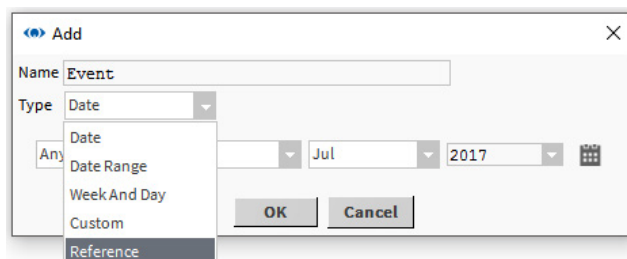 Add
Name Event
Type Date
Any Jul 2017
Date
Date Range
Week And Day
Custom
Reference
OK Cancel